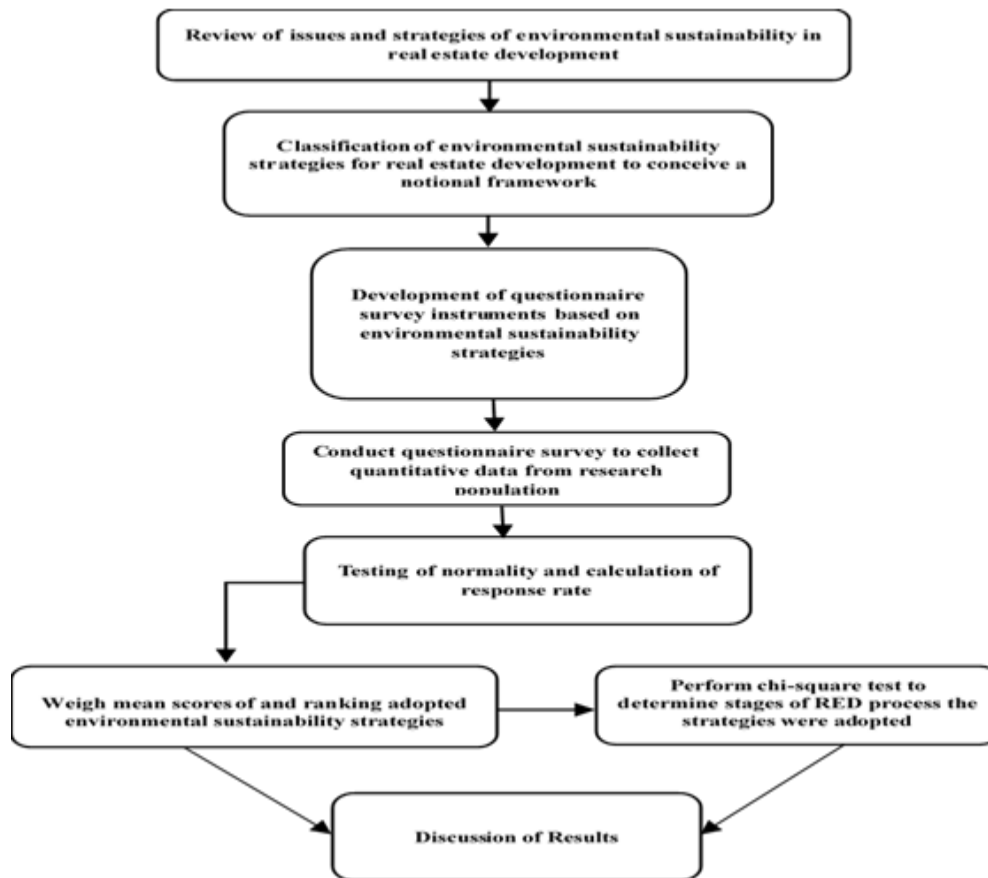 Review of issues and strategies of environmental sustainability in
real estate development
Classification of environmental sustainability
strategies for real estate development to conceive a
notional framework
Development of questionnaire
survey instruments based on
environmental sustainability
strategies
Conduct questionnaire survey to collect
quantitative data from research
population
Testing of normality and calculation of
response rate
Weigh mean scores of and ranking adopted
environmental sustainability strategies
Perform chi-square test to
determine stages of RED process the
strategies were adopted
Discussion of Results